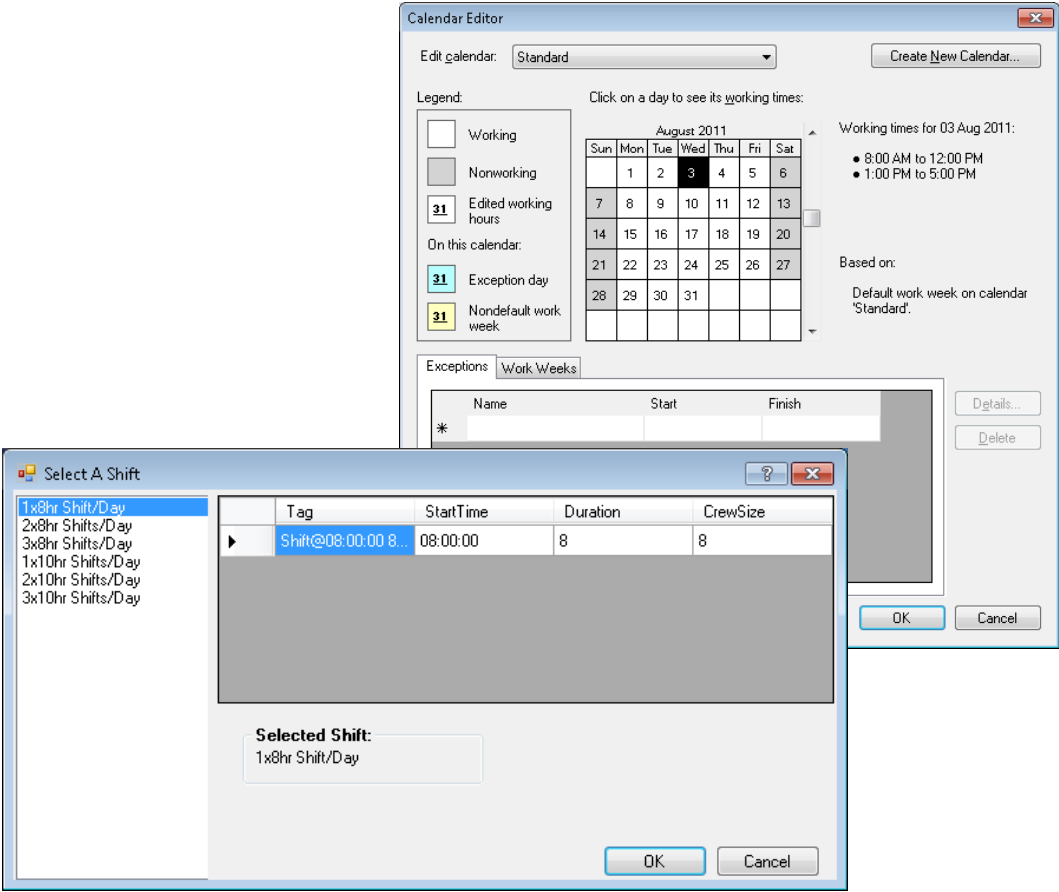 Calendar Editor
Edit calendar:
Standard
Create New Calendar...
Legend:
Working
Nonworking
31
Edited working
hours
On this calendar:
31
Exception day
31
Nondefault work
week
Click on a day to see its working times:
August 2011
Sun Mon Tue Wed Thu Fri Sat
1 2 3 4 5 6
7 8 9 10 11 12 13
14 15 16 17 18 19 20
21 22 23 24 25 26 27
28 29 30 31
Working times for 03 Aug 2011:
● 8:00 AM to 12:00 PM
● 1:00 PM to 5:00 PM
Based on:
Default work week on calendar
'Standard'.
Exceptions Work Weeks
Name Start Finish
Details...
Delete
OK Cancel
Select A Shift
1x8hr Shift/Day
2x8hr Shifts/Day
3x8hr Shifts/Day
1x10hr Shifts/Day
2x10hr Shifts/Day
3x10hr Shifts/Day
Tag StartTime Duration CrewSize
Shift@08:00:00 8... 08:00:00 8 8
Selected Shift:
1x8hr Shift/Day
OK Cancel